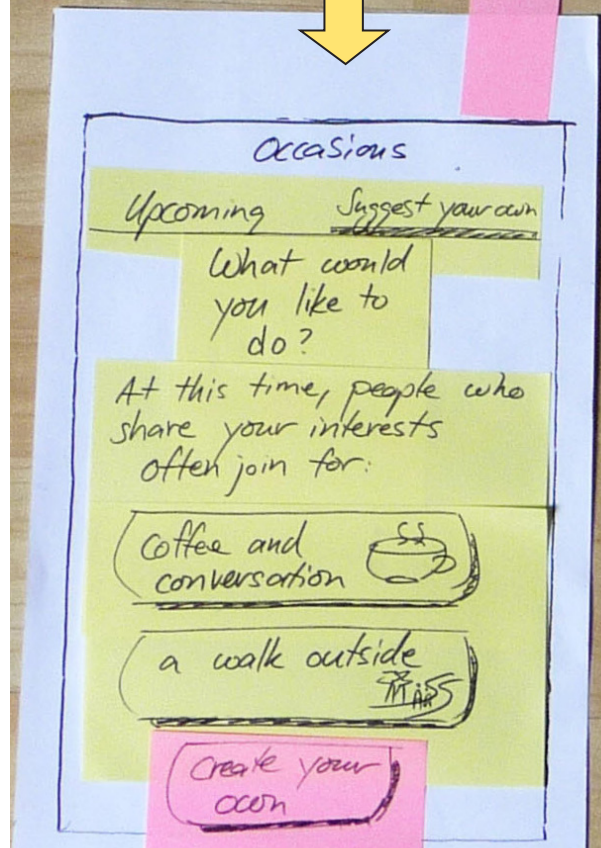 Occasions
Upcoming Suggest your own
What would
you like to
do?
At this time, people who
share your interests
often join for:
coffee and
conversation
a walk outside
Create your
own